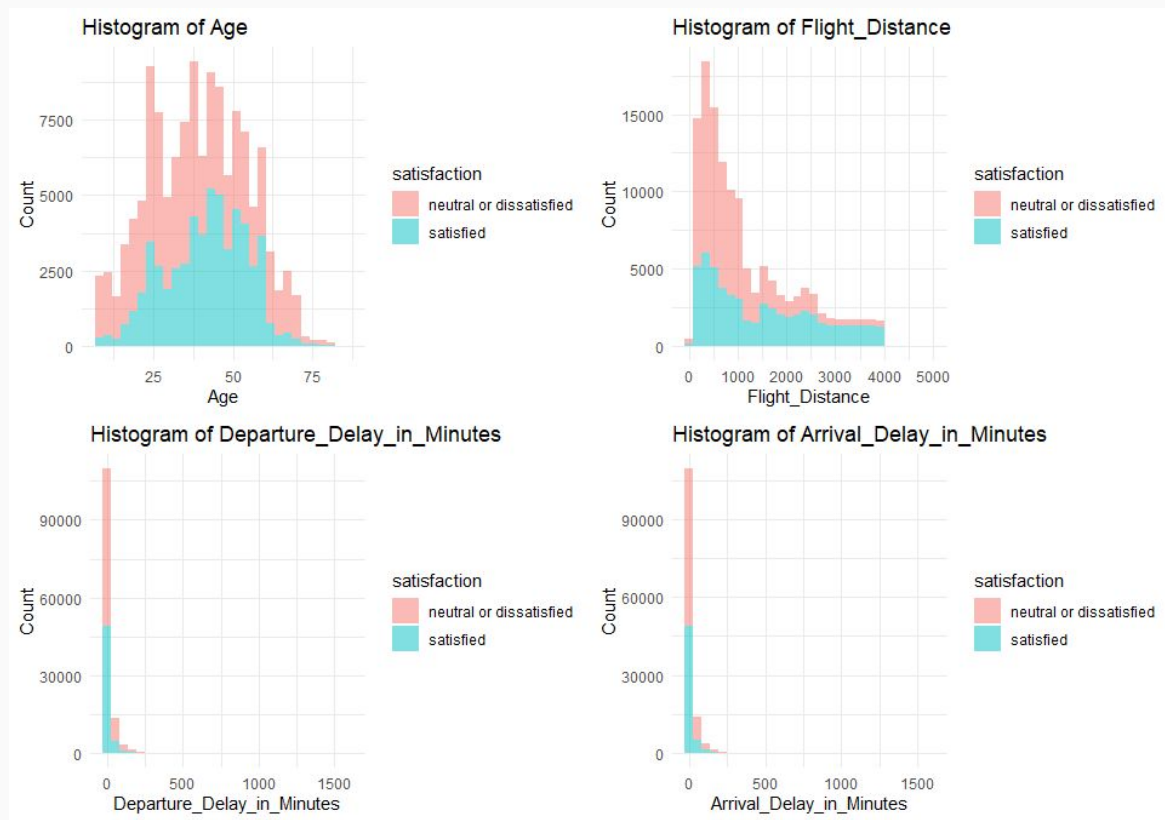 Histogram of Age
Count
7500
5000
2500
0
25 50 75
Age
satisfaction
neutral or dissatisfied
satisfied
Histogram of Flight_Distance
Count
15000
10000
5000
0
0 1000 2000 3000 4000 5000
Flight_Distance
satisfaction
neutral or dissatisfied
satisfied
Histogram of Departure_Delay_in_Minutes
Count
90000
60000
30000
0
0 500 1000 1500
Departure_Delay_in_Minutes
satisfaction
neutral or dissatisfied
satisfied
Histogram of Arrival_Delay_in_Minutes
Count
90000
60000
30000
0
0 500 1000 1500
Arrival_Delay_in_Minutes
satisfaction
neutral or dissatisfied
satisfied